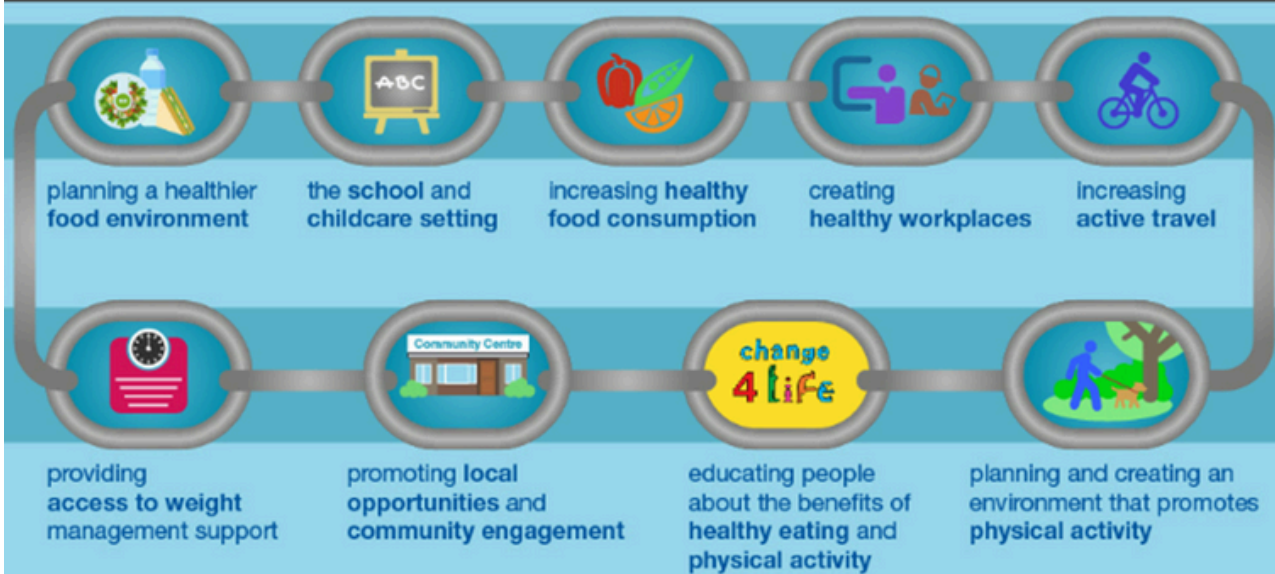 ABC
planning a healthier
food environment
the school and
childcare setting
increasing healthy
food consumption
creating
healthy workplaces
increasing
active travel
Community Centre
change
4 life
providing
access to weight
management support
promoting local
opportunities and
community engagement
educating people
about the benefits of
healthy eating and
physical activity
planning and creating an
environment that promotes
physical activity